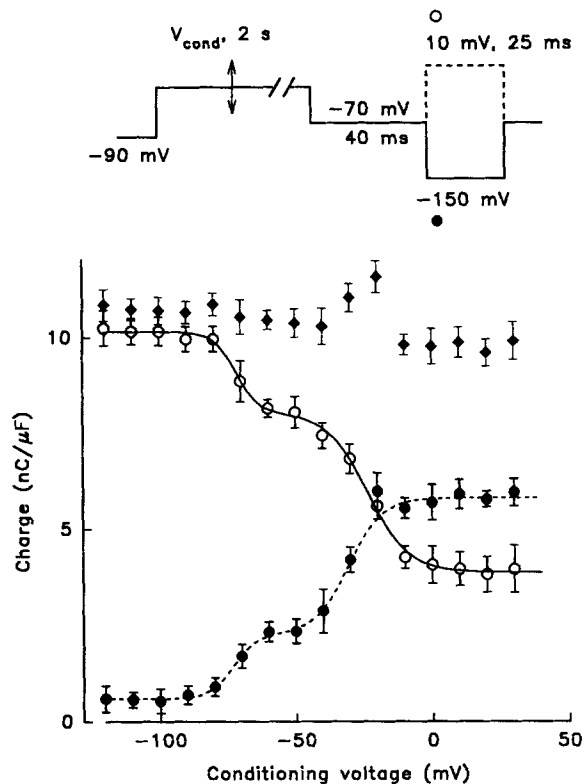 V_cond, 2 s
10 mV, 25 ms
−70 mV
40 ms
−90 mV
−150 mV
10
5
0
Charge (nC/μF)
−100
−50
0
50
Conditioning voltage (mV)